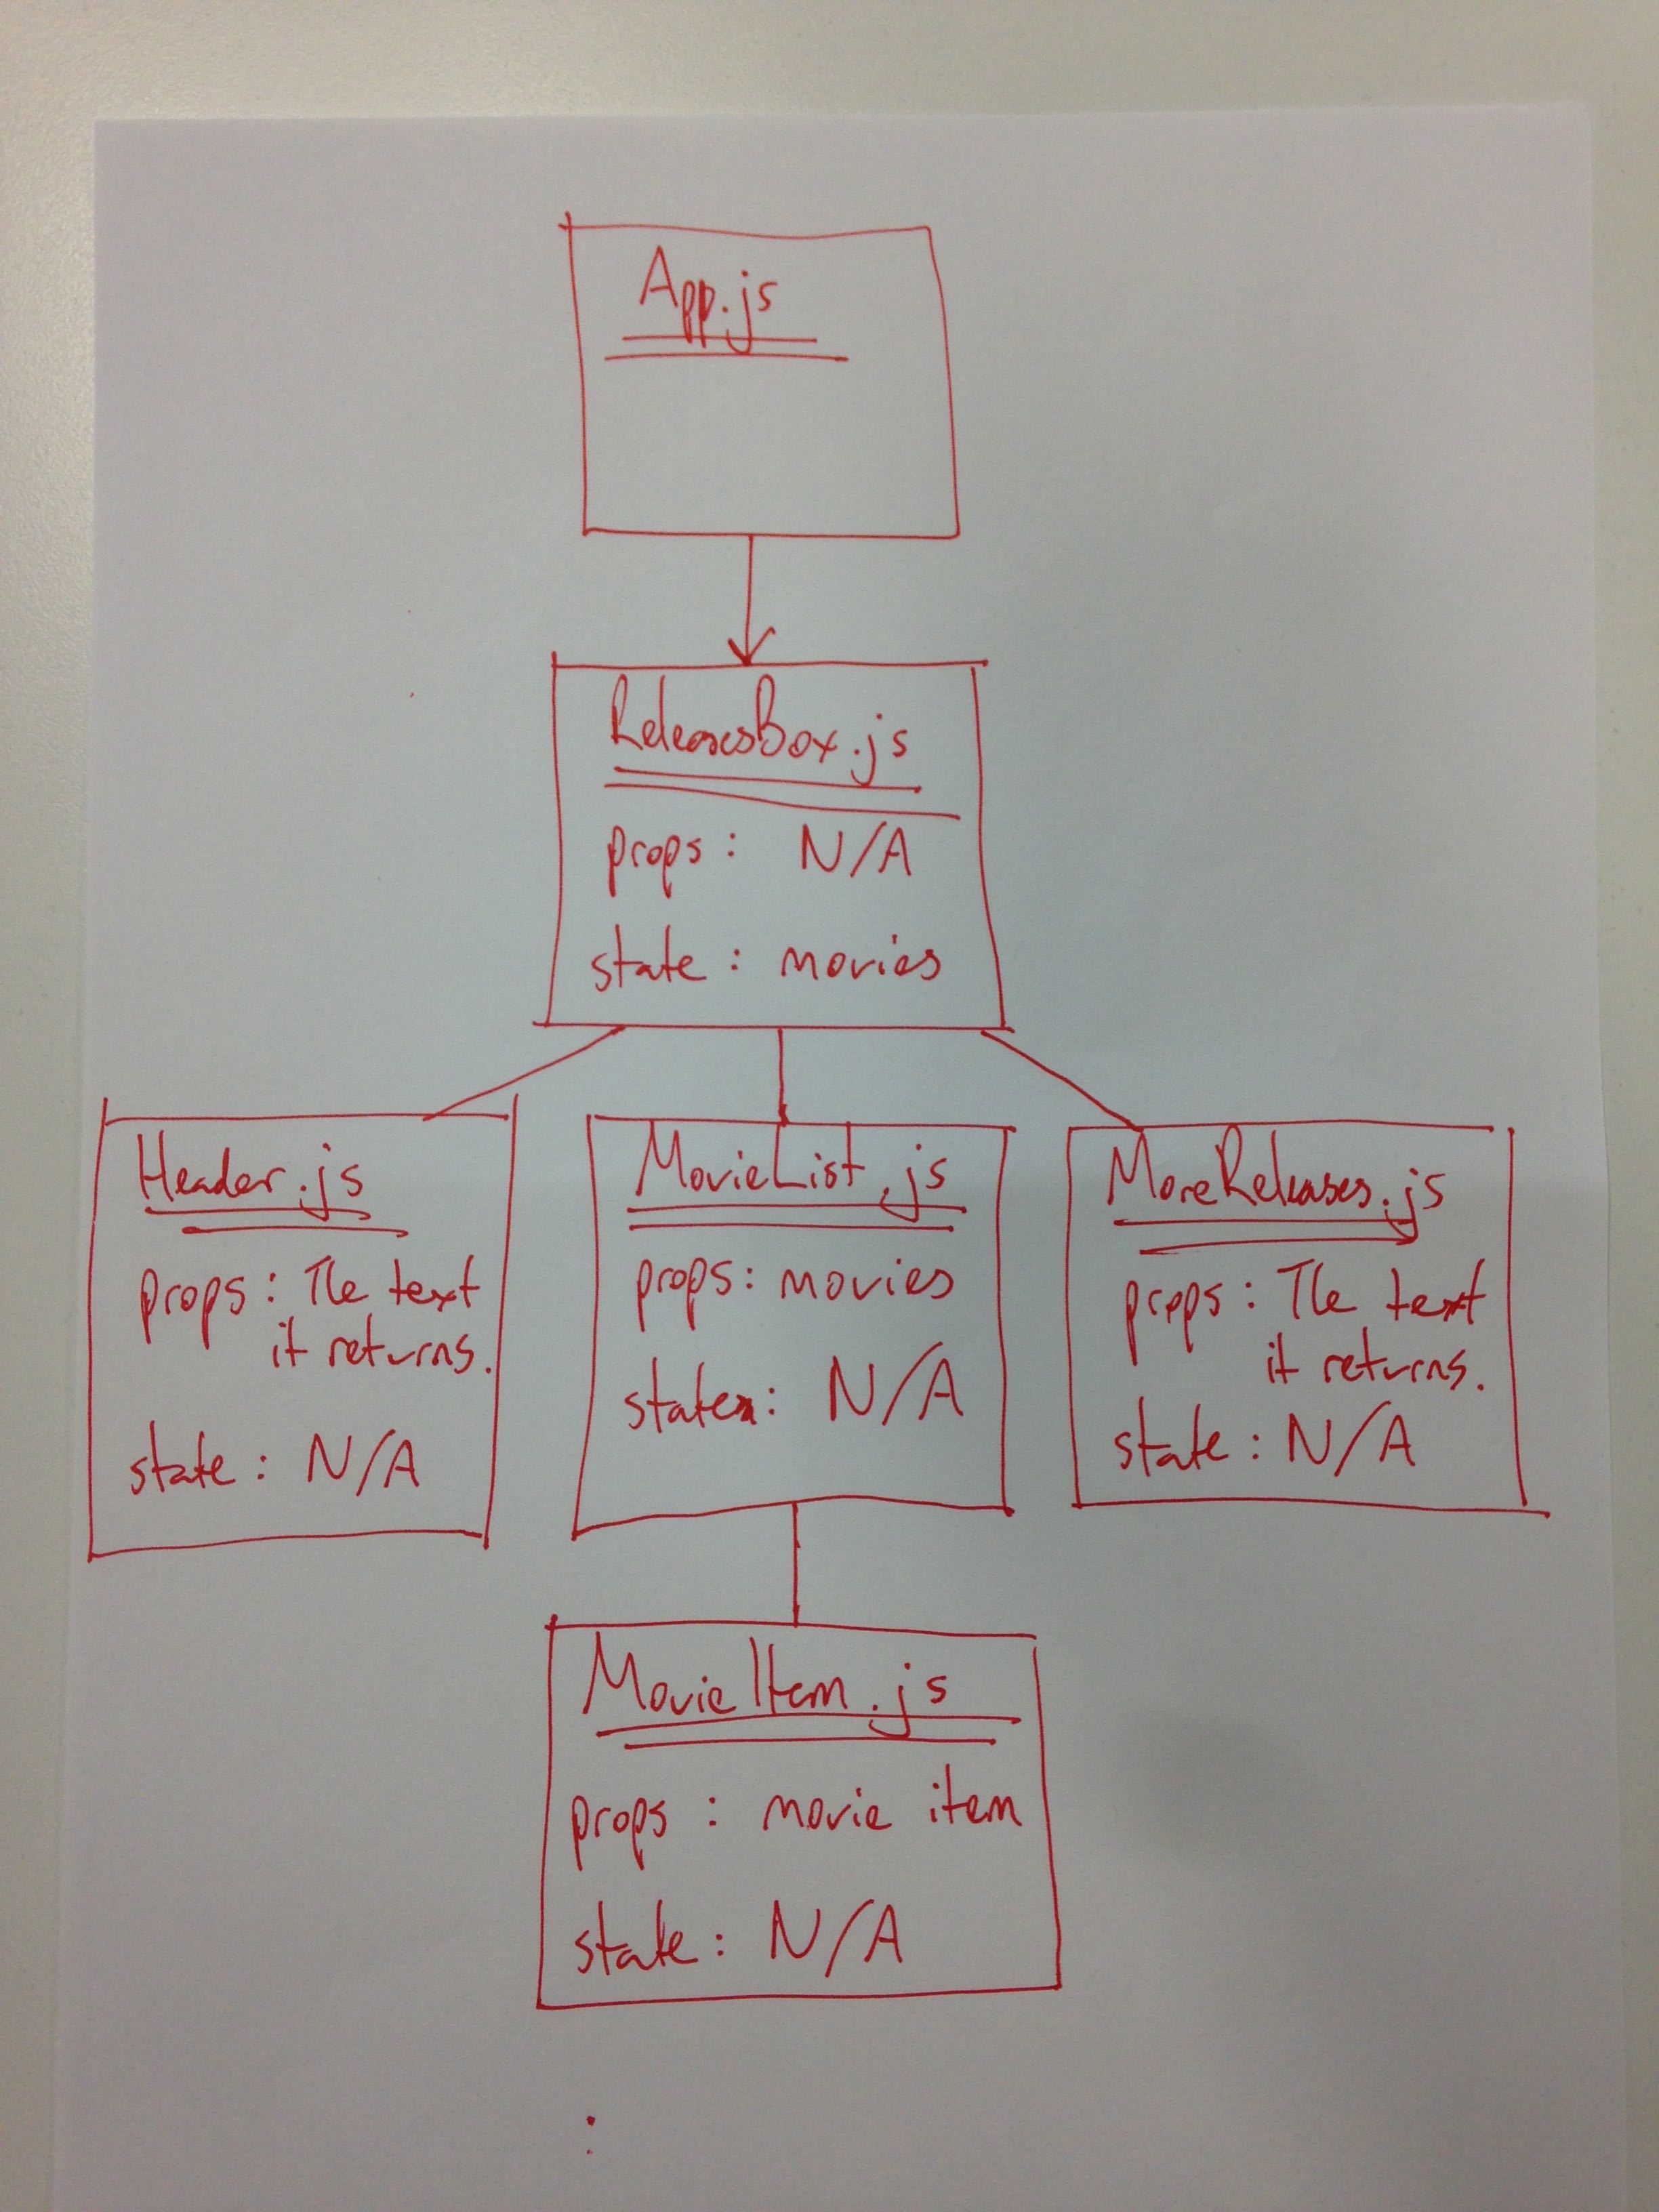 App.js
ReleasesBox.js
props: N/A
state: movies
Header.js
props: The text
it returns.
state: N/A
MovieList.js
props: movies
state: N/A
MoreReleases.js
props: The text
it returns.
state: N/A
MovieItem.js
props: movie item
state: N/A